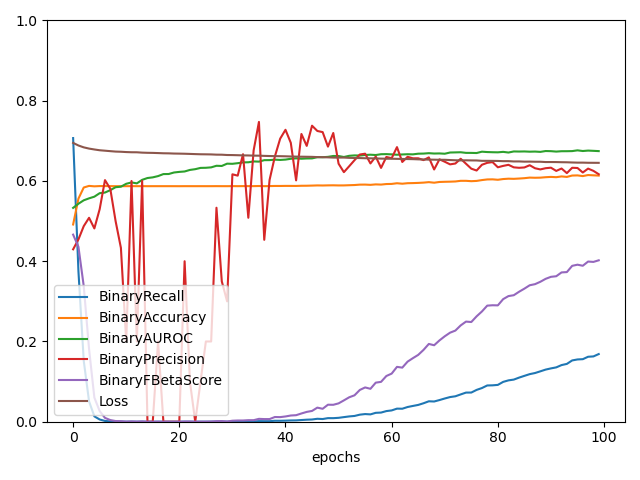 1.0
0.8
0.6
0.4
0.2
0.0
BinaryRecall
BinaryAccuracy
BinaryAUROC
BinaryPrecision
BinaryFBetaScore
Loss
0 20 40 60 80 100
epochs